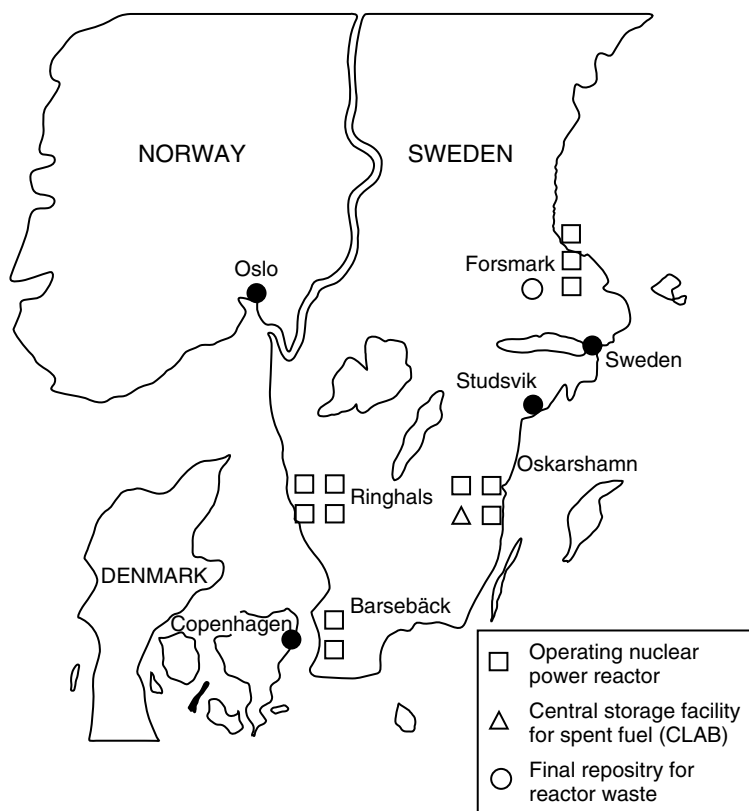 NORWAY
SWEDEN
Oslo
Forsmark
Sweden
Studsvik
Oskarshamn
Ringhals
DENMARK
Copenhagen
Barsebäck
Operating nuclear
power reactor
Central storage facility
for spent fuel (CLAB)
Final repositry for
reactor waste